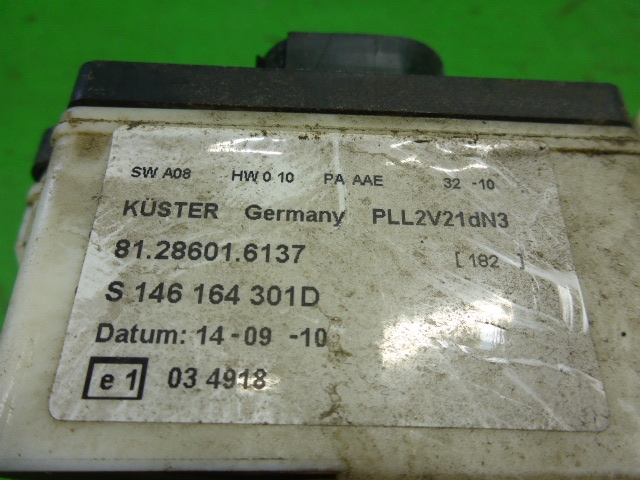 SW A08 HW 0 10 PA AAE 32 -10
KÜSTER Germany PLL2V21dN3
81.28601.6137 [ 182 ]
S 146 164 301D
Datum: 14-09 -10
e 1 03 4918